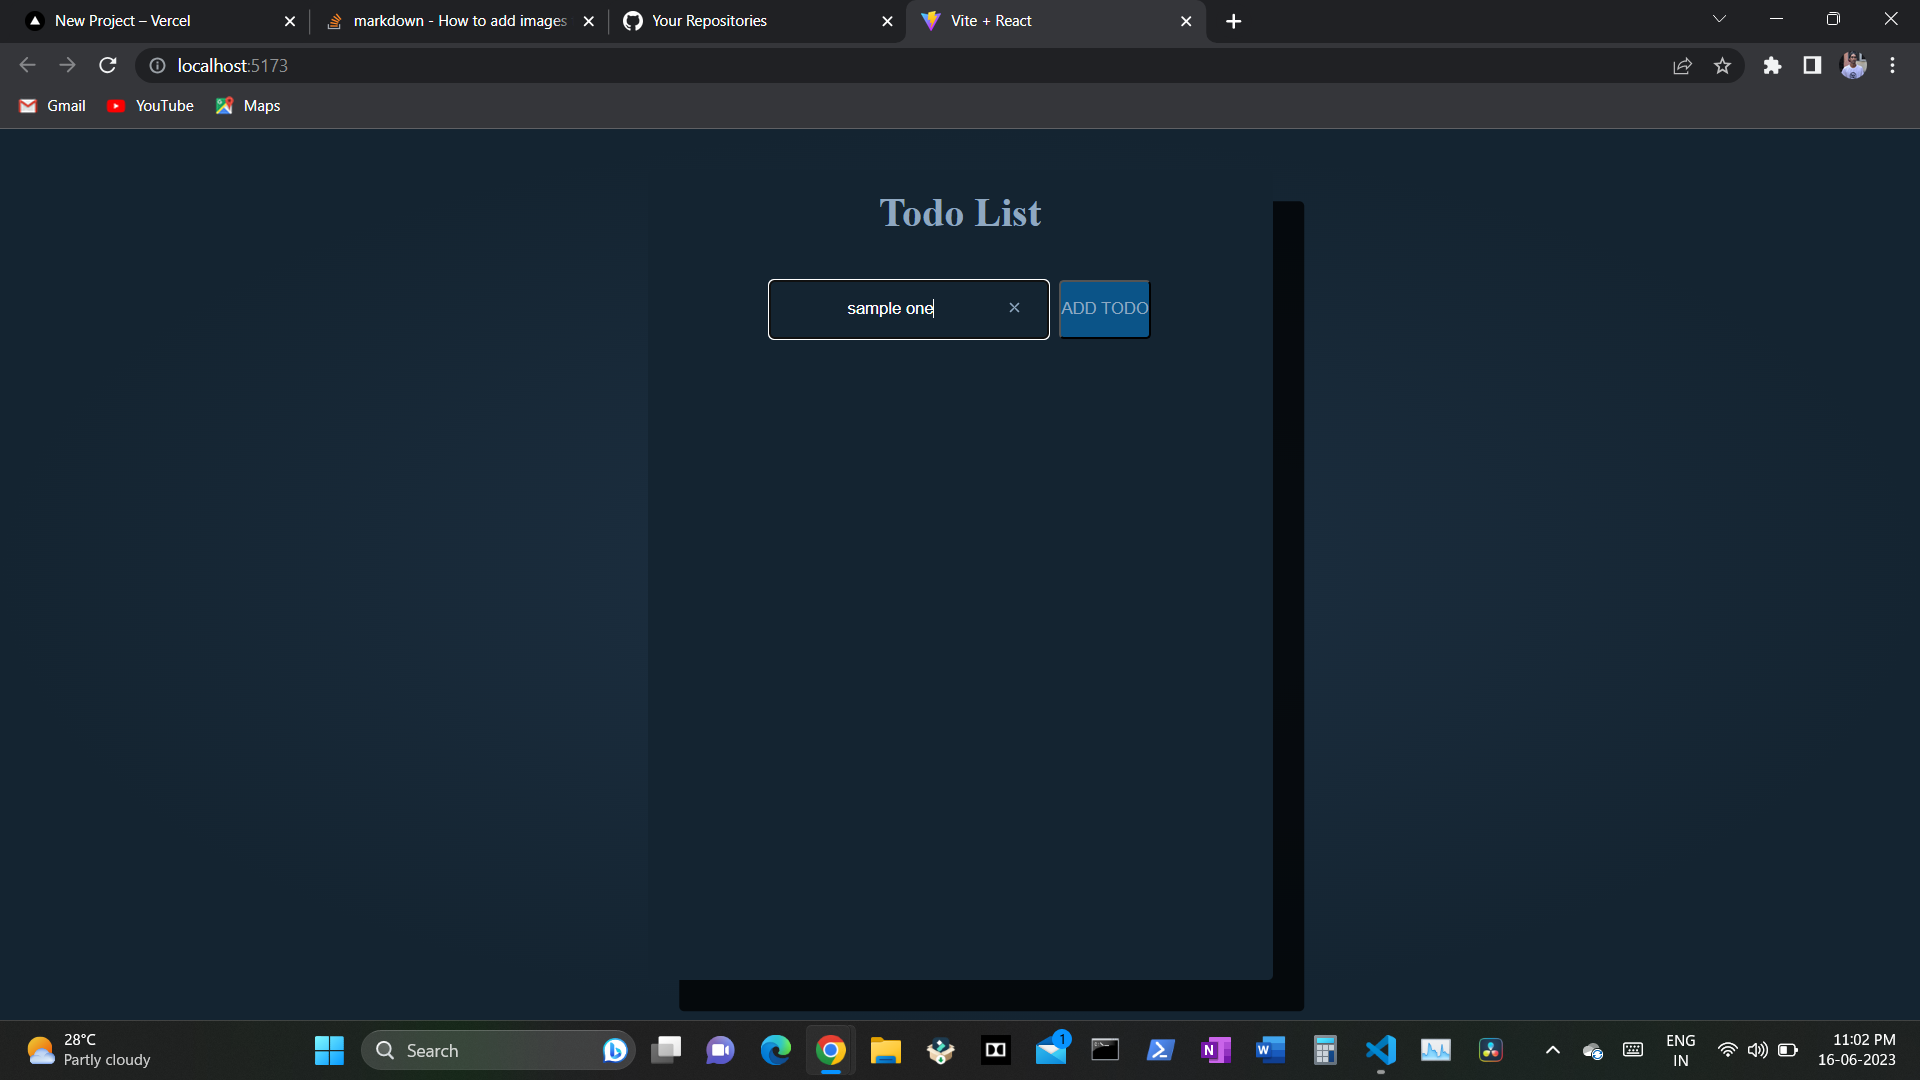 New Project – Vercel
markdown - How to add images
Your Repositories
Vite + React
localhost:5173
Gmail
YouTube
Maps
Todo List
sample one
ADD TODO
28°C
Partly cloudy
Search
1
ENG
IN
11:02 PM
16-06-2023